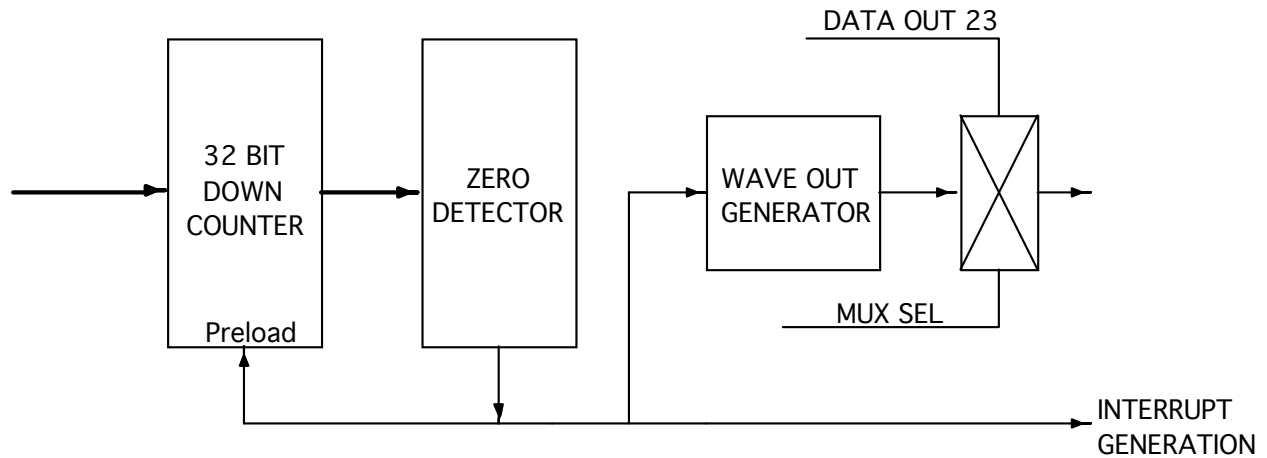 DATA OUT 23
32 BIT
DOWN
COUNTER
Preload
ZERO
DETECTOR
WAVE OUT
GENERATOR
MUX SEL
INTERRUPT
GENERATION